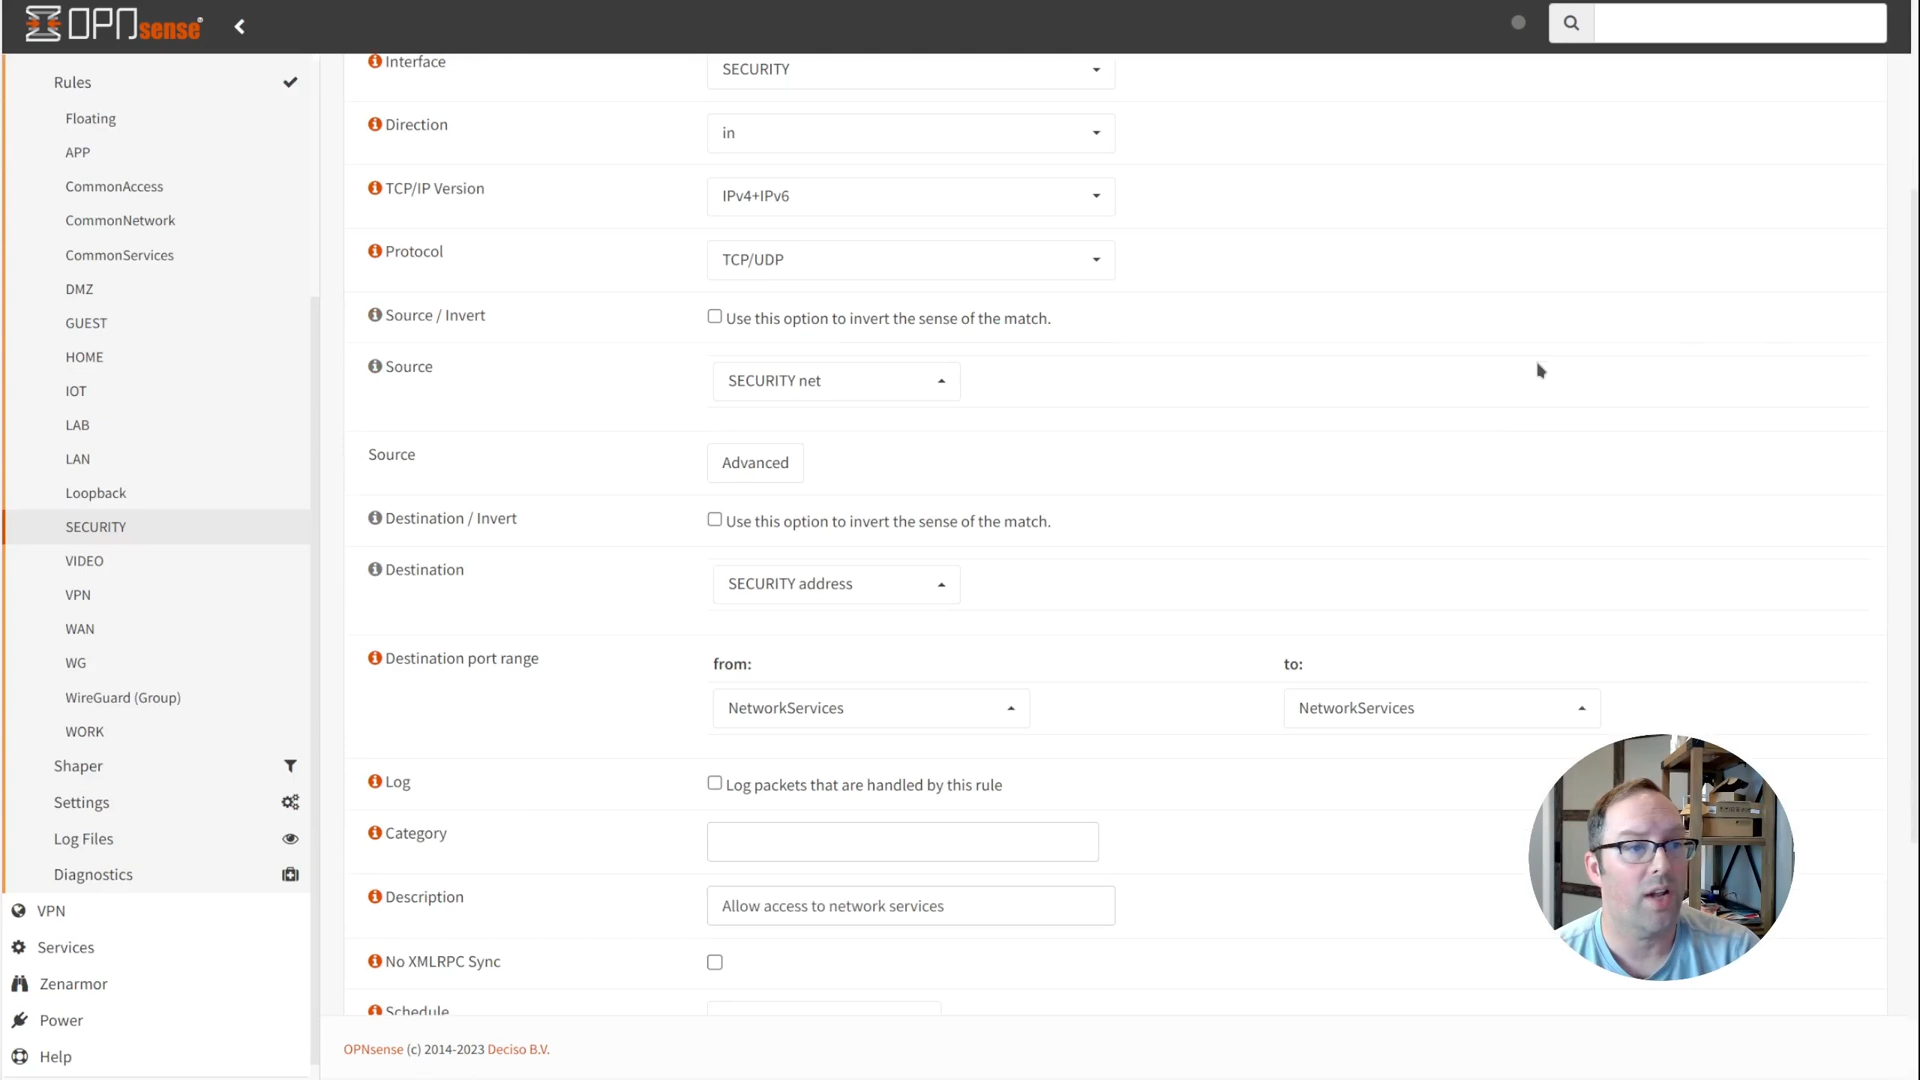 OPNsense
Rules
Floating
APP
CommonAccess
CommonNetwork
CommonServices
DMZ
GUEST
HOME
IOT
LAB
LAN
Loopback
SECURITY
VIDEO
VPN
WAN
WG
WireGuard (Group)
WORK
Shaper
Settings
Log Files
Diagnostics
VPN
Services
Zenarmor
Power
Help
Interface
SECURITY
Direction
in
TCP/IP Version
IPv4+IPv6
Protocol
TCP/UDP
Source / Invert
Use this option to invert the sense of the match.
Source
SECURITY net
Source
Advanced
Destination / Invert
Use this option to invert the sense of the match.
Destination
SECURITY address
Destination port range
from: to:
NetworkServices NetworkServices
Log
Log packets that are handled by this rule
Category
Description
Allow access to network services
No XMLRPC Sync
Schedule
OPNsense (c) 2014-2023 Deciso B.V.